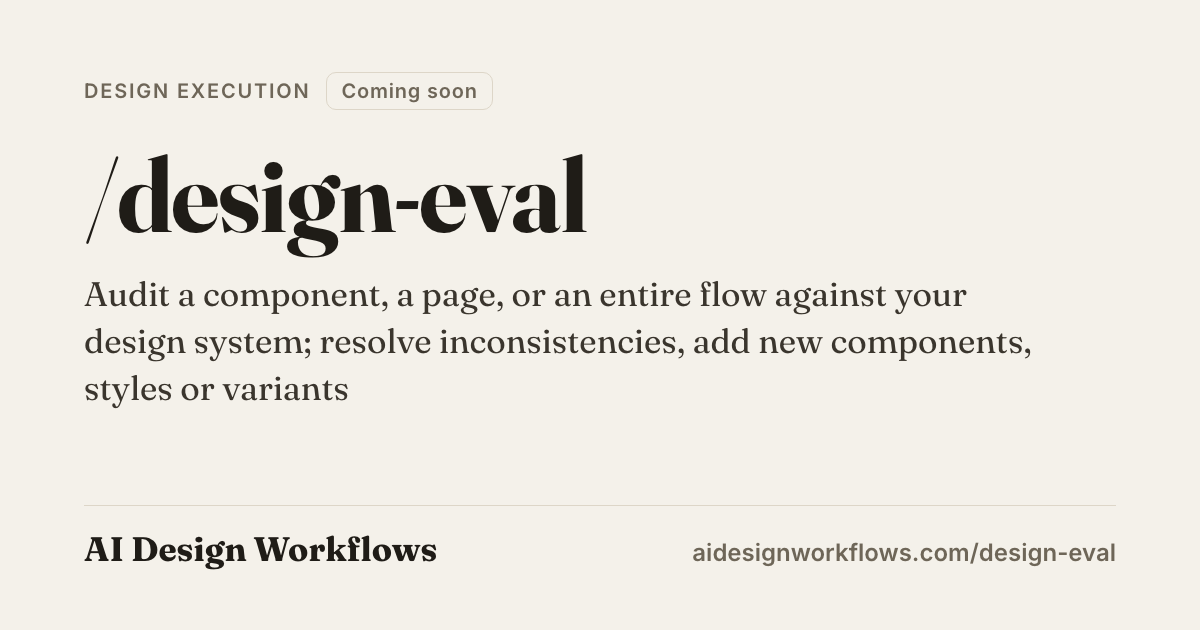 DESIGN EXECUTION Coming soon
/design-eval
Audit a component, a page, or an entire flow against your
design system; resolve inconsistencies, add new components,
styles or variants
AI Design Workflows aidesignworkflows.com/design-eval